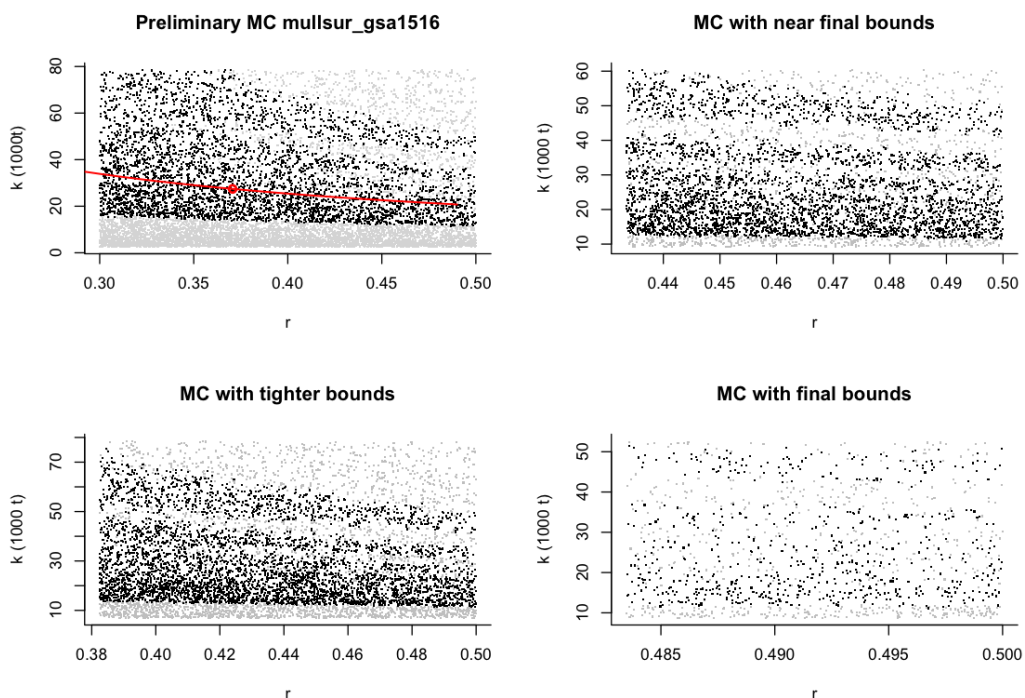 Preliminary MC mullsur_gsa1516
k (1000t)
80
60
40
20
0
0.30 0.35 0.40 0.45 0.50
r
MC with near final bounds
k (1000 t)
60
50
40
30
20
10
0.44 0.45 0.46 0.47 0.48 0.49 0.50
r
MC with tighter bounds
k (1000 t)
70
50
30
10
0.38 0.40 0.42 0.44 0.46 0.48 0.50
r
MC with final bounds
k (1000 t)
50
40
30
20
10
0.485 0.490 0.495 0.500
r